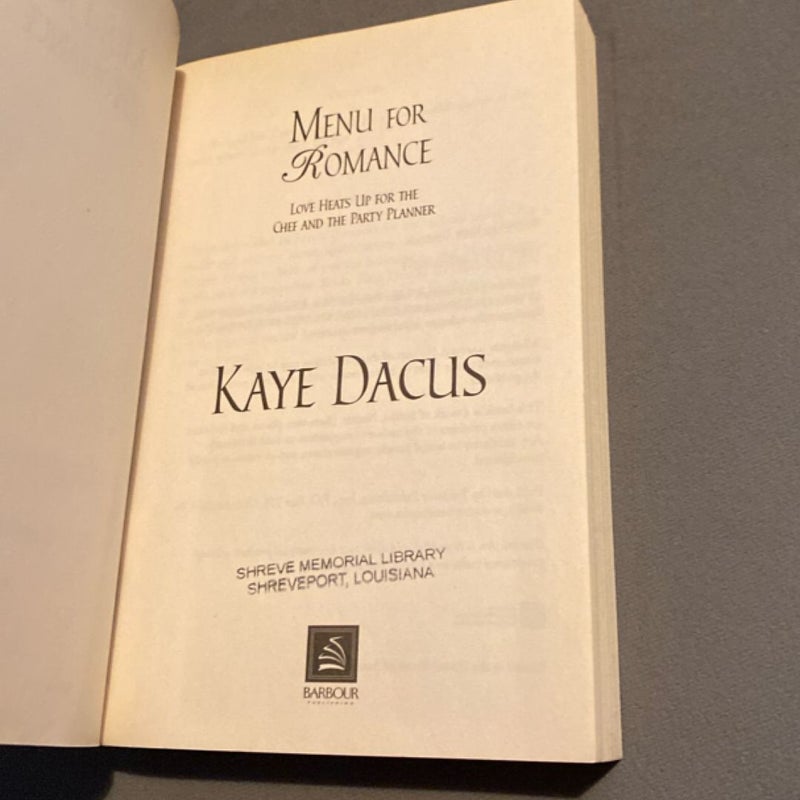 MENU FOR
ROMANCE
LOVE HEATS UP FOR THE
CHEF AND THE PARTY PLANNER
KAYE DACUS
SHREVE MEMORIAL LIBRARY
SHREVEPORT, LOUISIANA
BARBOUR
PUBLISHING